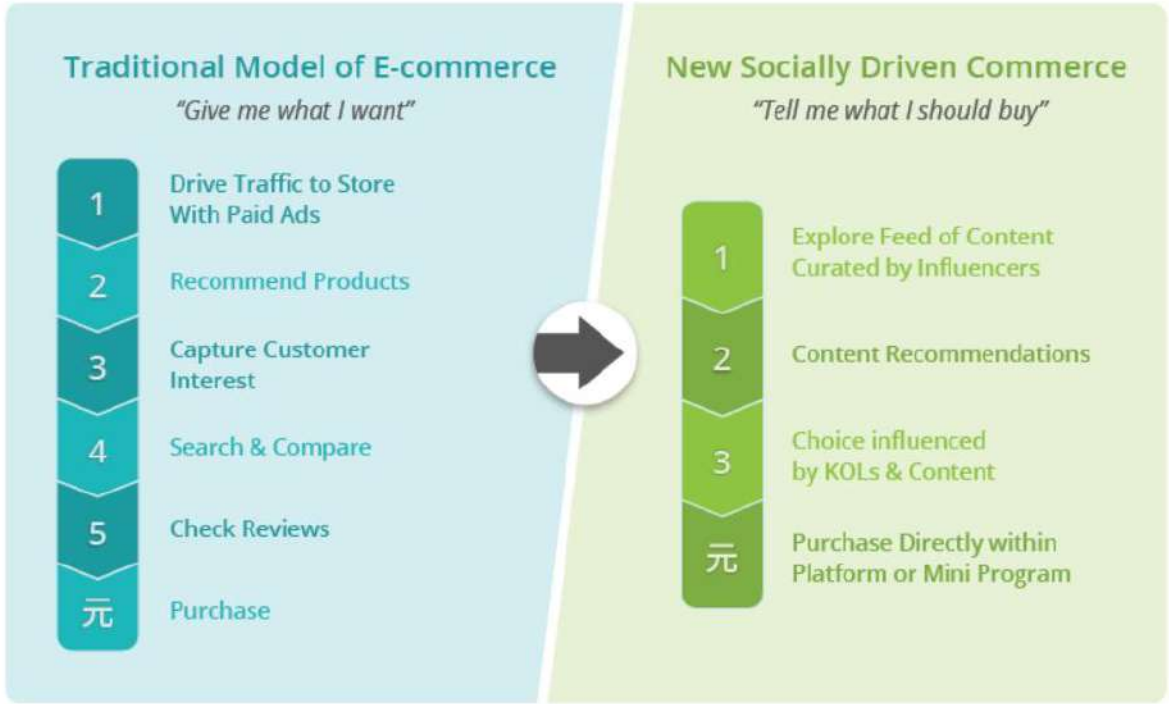 Traditional Model of E-commerce
"Give me what I want"
1
Drive Traffic to Store
With Paid Ads
2
Recommend Products
3
Capture Customer
Interest
4
Search & Compare
5
Check Reviews
元
Purchase
New Socially Driven Commerce
"Tell me what I should buy"
1
Explore Feed of Content
Curated by Influencers
2
Content Recommendations
3
Choice influenced
by KOLs & Content
元
Purchase Directly within
Platform or Mini Program